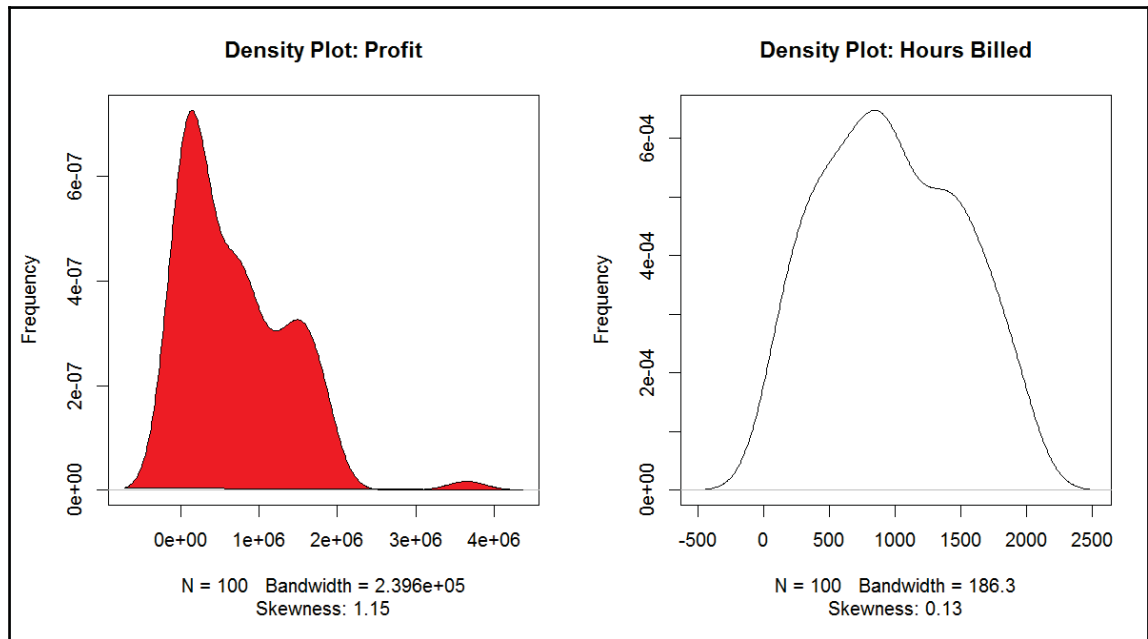 Density Plot: Profit
Frequency
6e-07
4e-07
2e-07
0e+00
0e+00 1e+06 2e+06 3e+06 4e+06
N = 100 Bandwidth = 2.396e+05
Skewness: 1.15
Density Plot: Hours Billed
Frequency
6e-04
4e-04
2e-04
0e+00
-500 0 500 1000 1500 2000 2500
N = 100 Bandwidth = 186.3
Skewness: 0.13